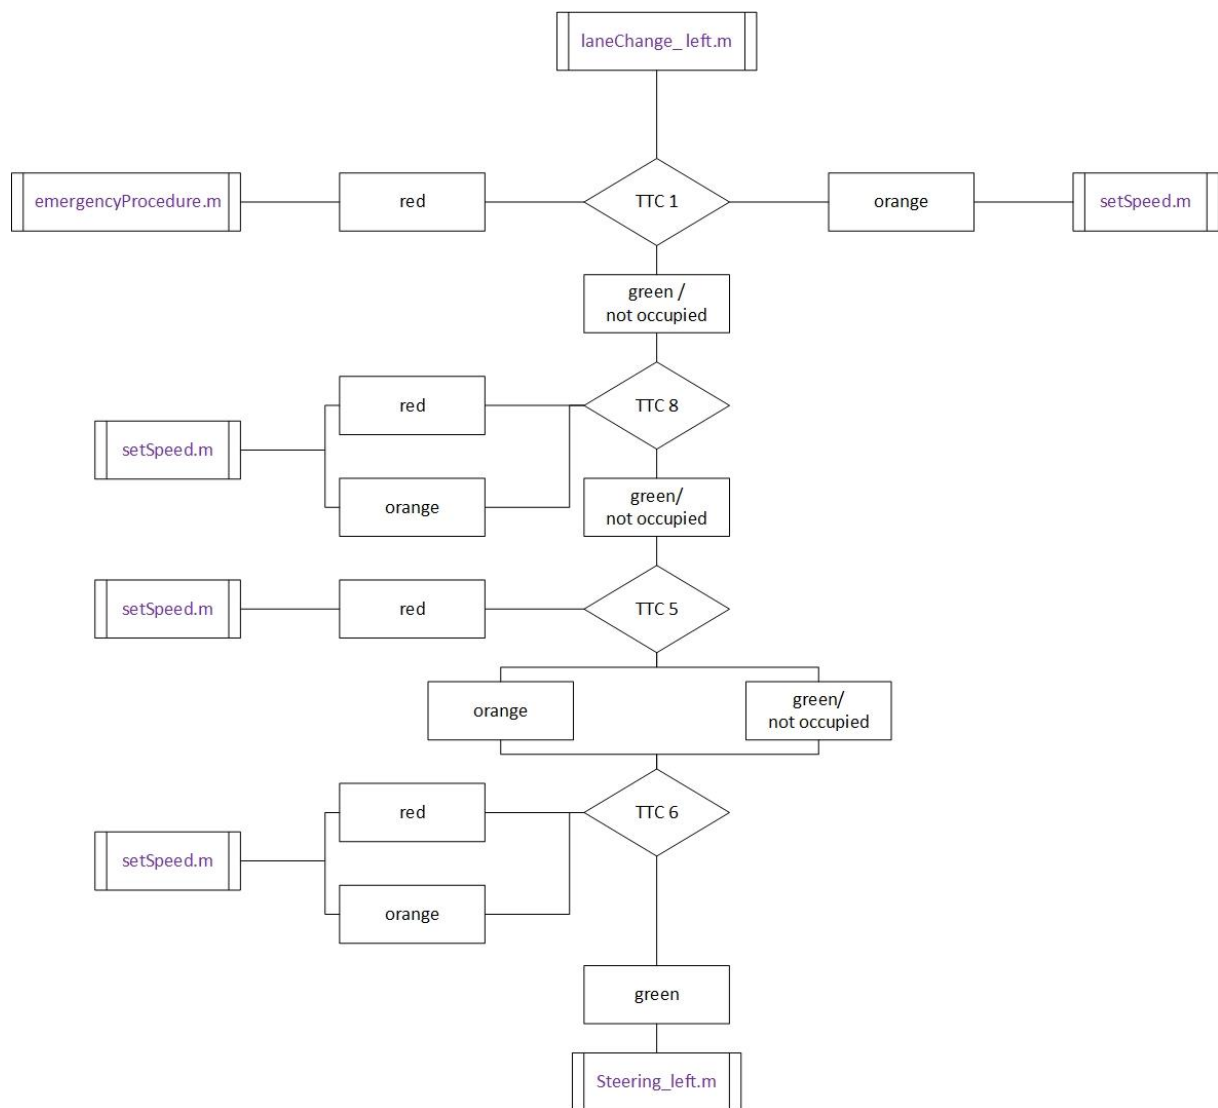 laneChange_ left.m
emergencyProcedure.m
red
TTC 1
orange
setSpeed.m
green /
not occupied
red
TTC 8
setSpeed.m
orange
green/
not occupied
setSpeed.m
red
TTC 5
orange
green/
not occupied
red
TTC 6
setSpeed.m
orange
green
Steering_left.m